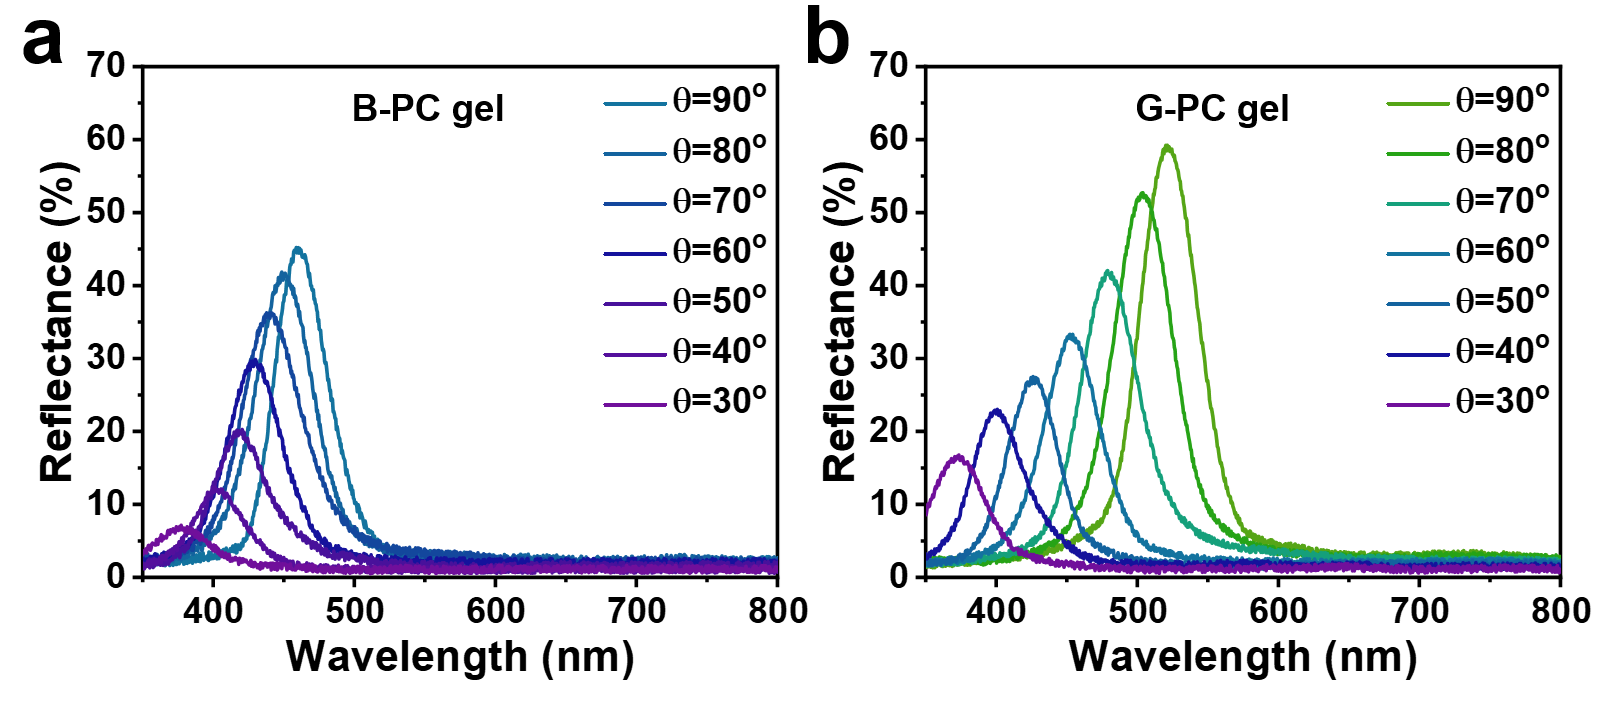 a
B-PC gel
θ=90°
θ=80°
θ=70°
θ=60°
θ=50°
θ=40°
θ=30°
70
60
50
40
30
20
10
0
Reflectance (%)
400 500 600 700 800
Wavelength (nm)
b
G-PC gel
θ=90°
θ=80°
θ=70°
θ=60°
θ=50°
θ=40°
θ=30°
70
60
50
40
30
20
10
0
Reflectance (%)
400 500 600 700 800
Wavelength (nm)